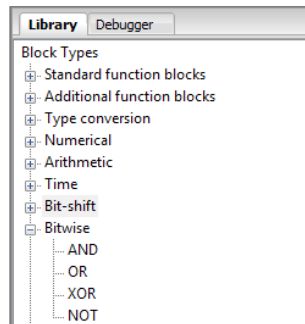 Library Debugger
Block Types
Standard function blocks
Additional function blocks
Type conversion
Numerical
Arithmetic
Time
Bit-shift
Bitwise
AND
OR
XOR
NOT